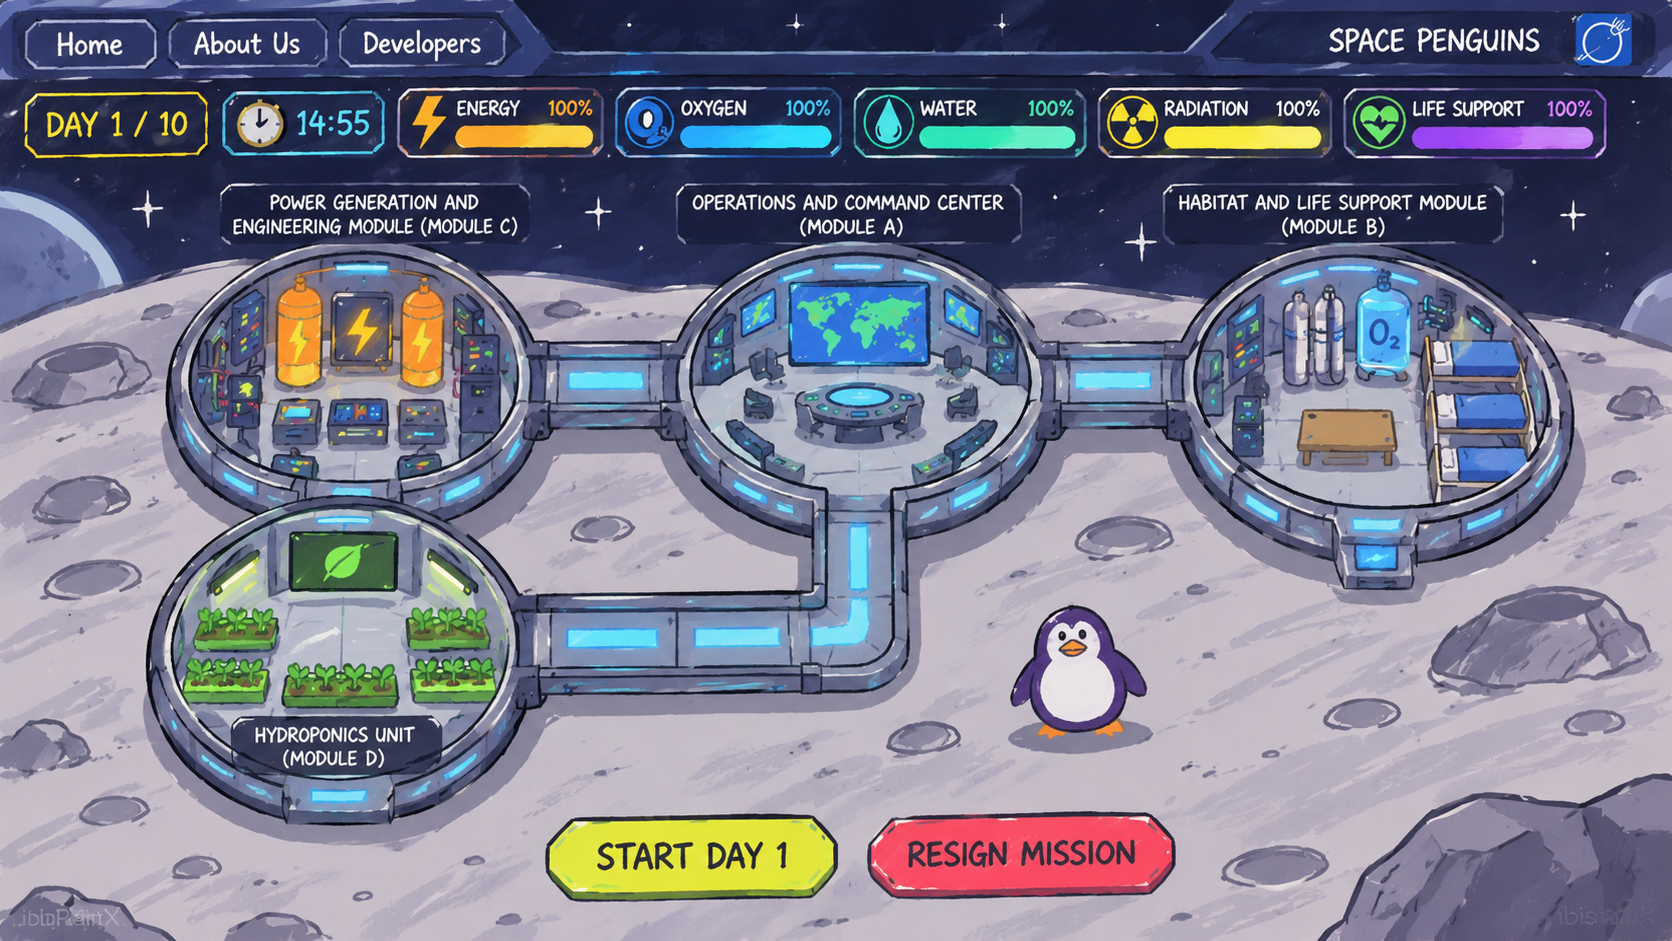 Home
About Us
Developers
SPACE PENGUINS
DAY 1 / 10
14:55
ENERGY 100%
OXYGEN 100%
WATER 100%
RADIATION 100%
LIFE SUPPORT 100%
POWER GENERATION AND
ENGINEERING MODULE (MODULE C)
OPERATIONS AND COMMAND CENTER
(MODULE A)
HABITAT AND LIFE SUPPORT MODULE
(MODULE B)
O₂
HYDROPONICS UNIT
(MODULE D)
START DAY 1
RESIGN MISSION